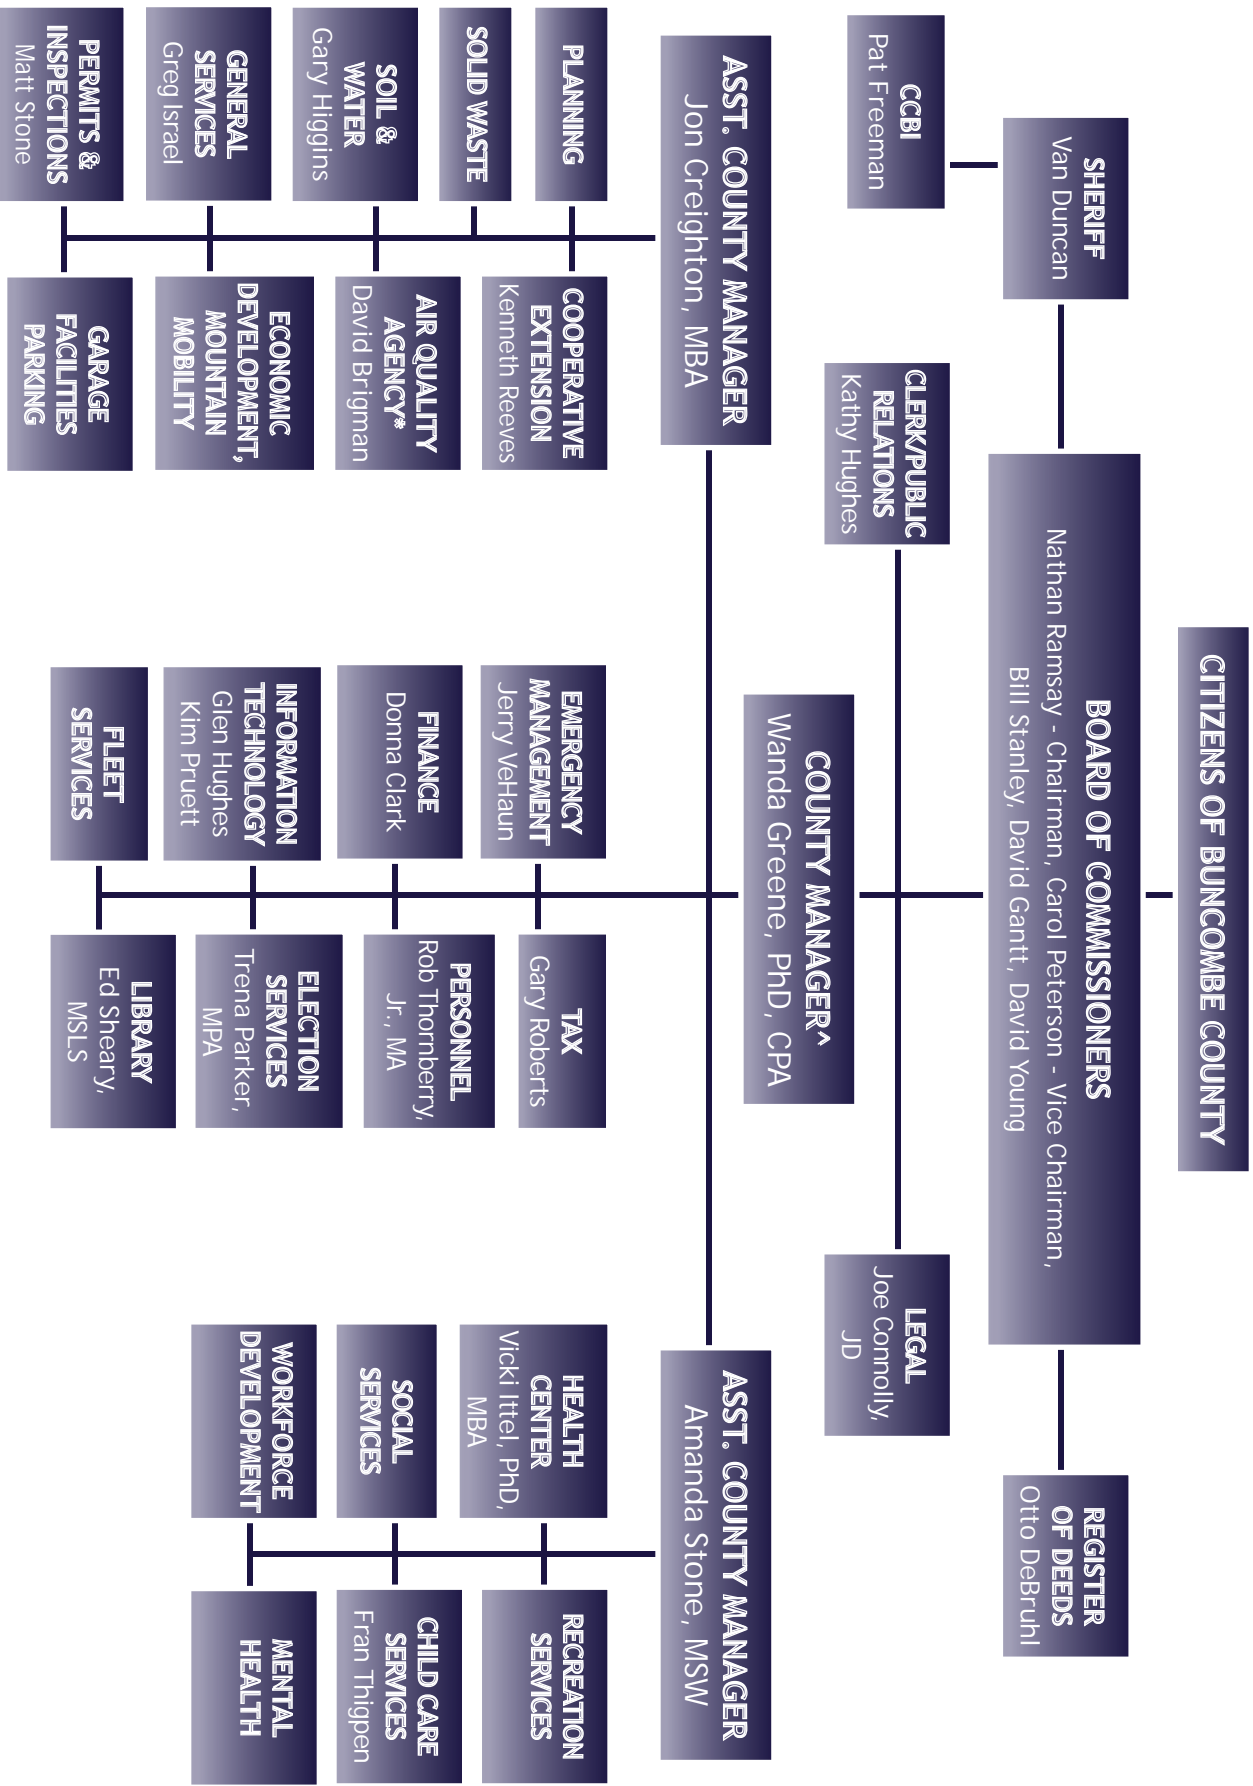 CITIZENS OF BUNCOMBE COUNTY
BOARD OF COMMISSIONERS
Nathan Ramsay - Chairman, Carol Peterson - Vice Chairman,
Bill Stanley, David Gantt, David Young
SHERIFF
Van Duncan
REGISTER
OF DEEDS
Otto DeBruhl
CCBI
Pat Freeman
CLERK/PUBLIC
RELATIONS
Kathy Hughes
LEGAL
Joe Connolly,
JD
COUNTY MANAGER^
Wanda Greene, PhD, CPA
ASST. COUNTY MANAGER
Jon Creighton, MBA
ASST. COUNTY MANAGER
Amanda Stone, MSW
PLANNING
COOPERATIVE
EXTENSION
Kenneth Reeves
SOLID WASTE
SOIL &
WATER
Gary Higgins
AIR QUALITY
AGENCY*
David Brigman
GENERAL
SERVICES
Greg Israel
ECONOMIC
DEVELOPMENT,
MOUNTAIN
MOBILITY
PERMITS &
INSPECTIONS
Matt Stone
GARAGE
FACILITIES
PARKING
EMERGENCY
MANAGEMENT
Jerry VeHaun
TAX
Gary Roberts
FINANCE
Donna Clark
PERSONNEL
Rob Thornberry,
Jr., MA
INFORMATION
TECHNOLOGY
Glen Hughes
Kim Pruett
ELECTION
SERVICES
Trena Parker,
MPA
FLEET
SERVICES
LIBRARY
Ed Sheary,
MSLS
HEALTH
CENTER
Vicki Ittel, PhD,
MBA
RECREATION
SERVICES
SOCIAL
SERVICES
CHILD CARE
SERVICES
Fran Thigpen
WORKFORCE
DEVELOPMENT
MENTAL
HEALTH